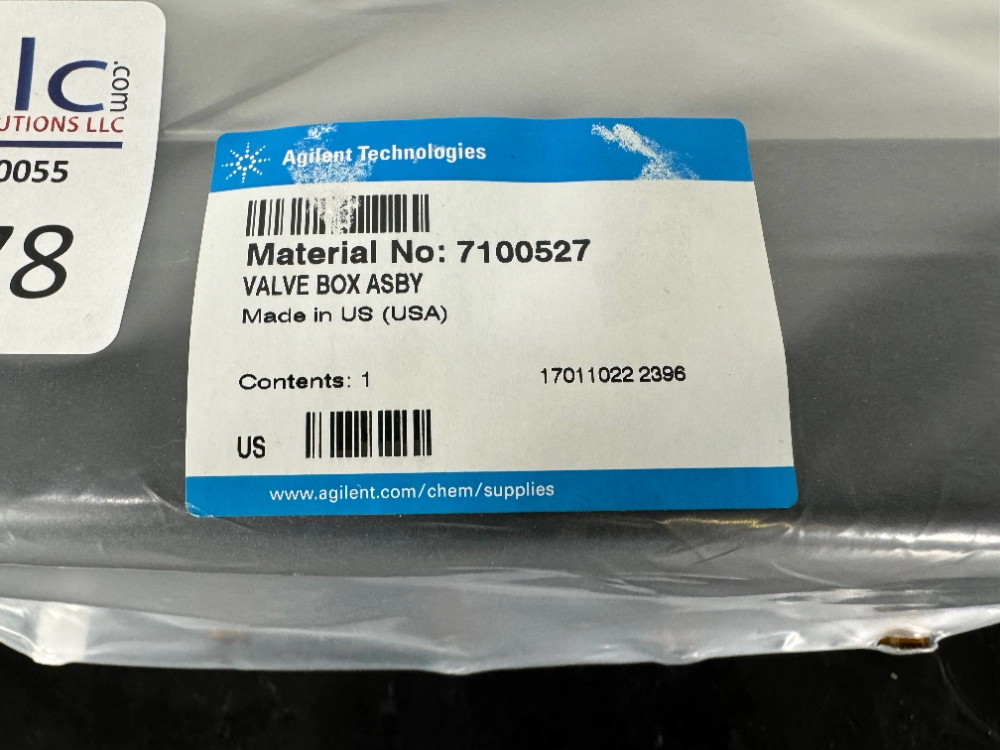 lc
.com
UTIONS LLC
0055
78
Agilent Technologies
Material No: 7100527
VALVE BOX ASBY
Made in US (USA)
Contents: 1
17011022 2396
US
www.agilent.com/chem/supplies